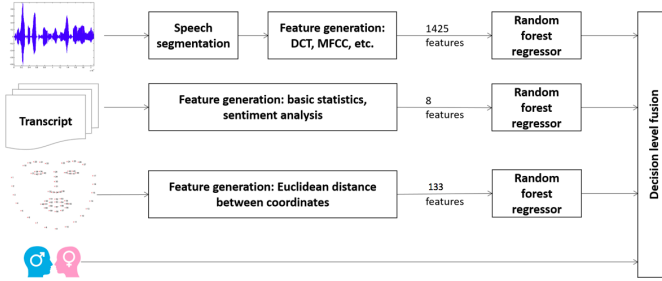 Speech
segmentation
Feature generation:
DCT, MFCC, etc.
1425
features
Random
forest
regressor
Transcript
Feature generation: basic statistics,
sentiment analysis
8
features
Random
forest
regressor
Feature generation: Euclidean distance
between coordinates
133
features
Random
forest
regressor
Decision level fusion